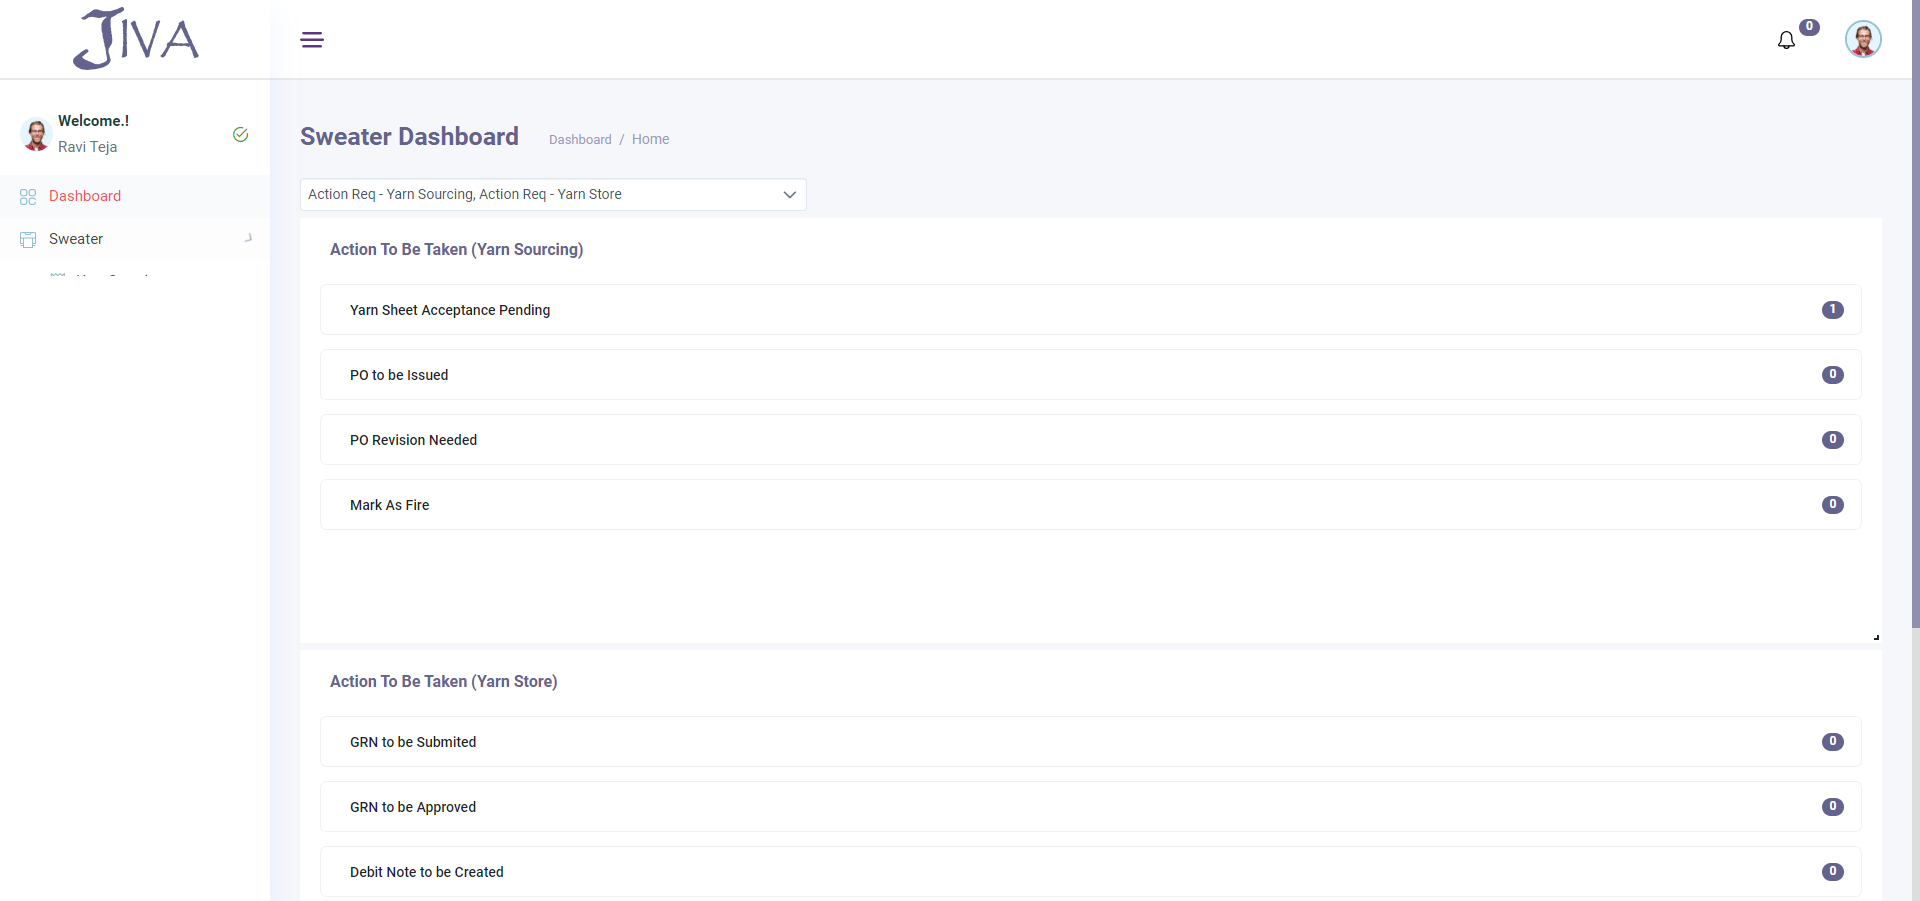 JIVA
0
Welcome.!
Ravi Teja
Dashboard
Sweater
Sweater Dashboard
Dashboard / Home
Action Req - Yarn Sourcing, Action Req - Yarn Store
Action To Be Taken (Yarn Sourcing)
Yarn Sheet Acceptance Pending 1
PO to be Issued 0
PO Revision Needed 0
Mark As Fire 0
Action To Be Taken (Yarn Store)
GRN to be Submited 0
GRN to be Approved 0
Debit Note to be Created 0